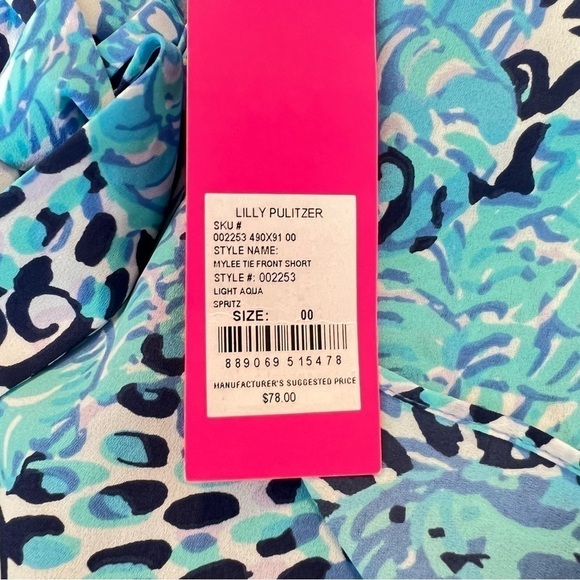 LILLY PULITZER
SKU #
002253 490X91 00
STYLE NAME:
MYLEE TIE FRONT SHORT
STYLE #: 002253
LIGHT AQUA
SPRITZ
SIZE: 00
889069 515478
MANUFACTURER'S SUGGESTED PRICE
$78.00